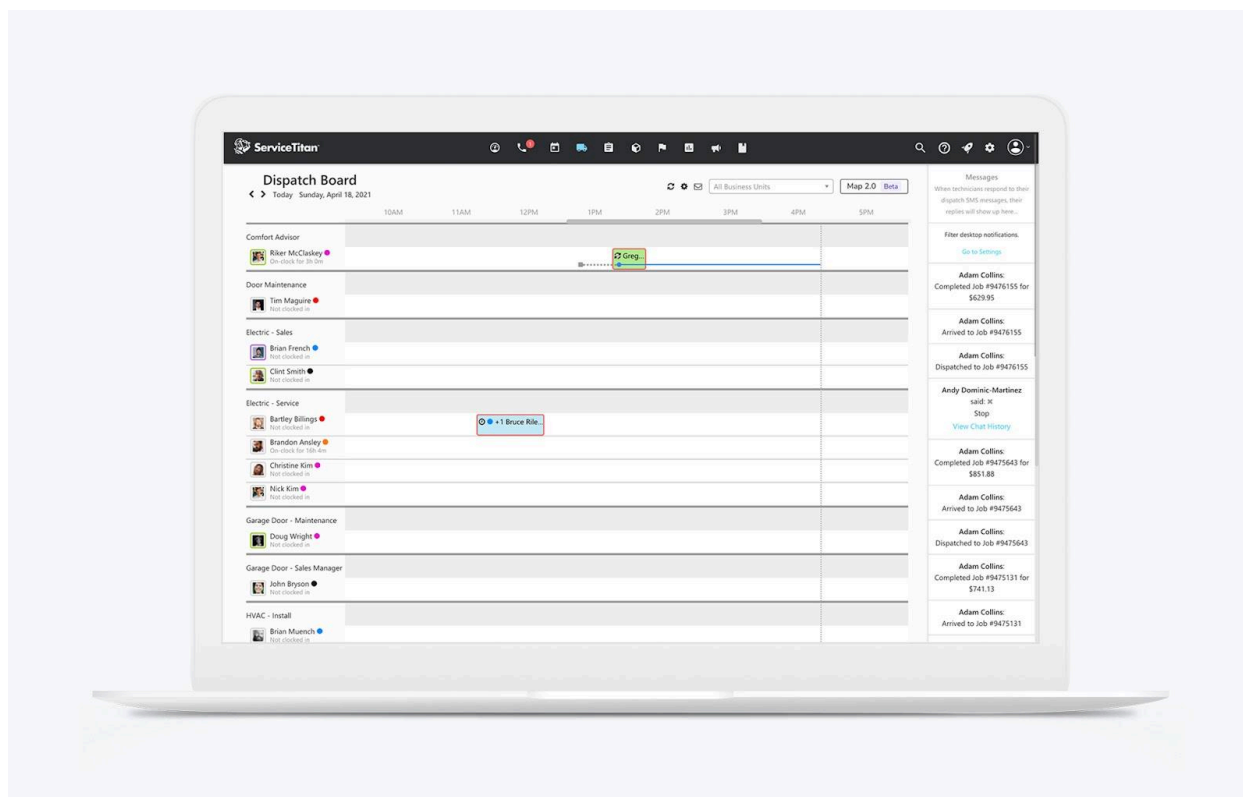 ServiceTitan
Dispatch Board
Today Sunday, April 18, 2021
All Business Units
Map 2.0 Beta
10AM 11AM 12PM 1PM 2PM 3PM 4PM 5PM
Comfort Advisor
Riker McClaskey
On-clock for 3h 0m
Greg...
Door Maintenance
Tim Maguire
Not clocked in
Electric - Sales
Brian French
Not clocked in
Clint Smith
Not clocked in
Electric - Service
Bartley Billings
Not clocked in
+1 Bruce Rile...
Brandon Ansley
On-clock for 16h 4m
Christine Kim
Not clocked in
Nick Kim
Not clocked in
Garage Door - Maintenance
Doug Wright
Not clocked in
Garage Door - Sales Manager
John Bryson
Not clocked in
HVAC - Install
Brian Muench
Not clocked in
Messages
When technicians respond to their
dispatch SMS messages, their
replies will show up here...
Filter desktop notifications.
Go to Settings
Adam Collins:
Completed Job #9476155 for
$629.95
Adam Collins:
Arrived to Job #9476155
Adam Collins:
Dispatched to Job #9476155
Andy Dominic-Martinez
said:
Stop
View Chat History
Adam Collins:
Completed Job #9475643 for
$851.88
Adam Collins:
Arrived to Job #9475643
Adam Collins:
Dispatched to Job #9475643
Adam Collins:
Completed Job #9475131 for
$741.13
Adam Collins:
Arrived to Job #9475131